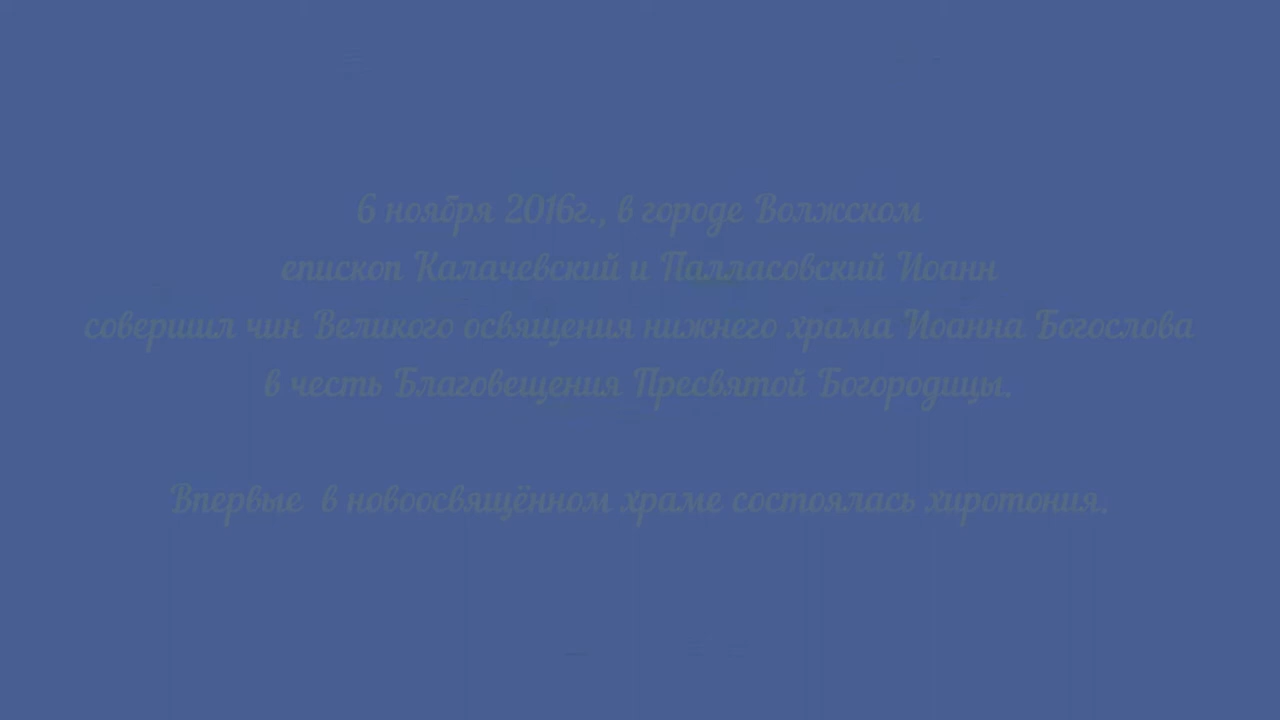 6 ноября 2016г., в городе Волжском
епископ Калачевский и Палласовский Иоанн
совершил чин Великого освящения нижнего храма Иоанна Богослова
в честь Благовещения Пресвятой Богородицы.
Впервые в новоосвящённом храме состоялась хиротония.